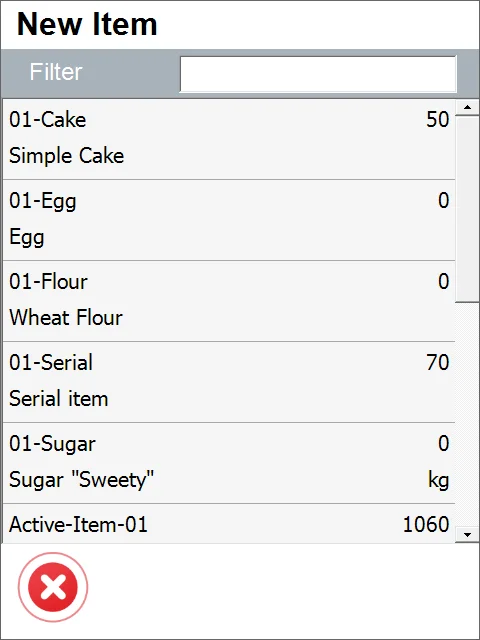 New Item
Filter
01-Cake 50
Simple Cake
01-Egg 0
Egg
01-Flour 0
Wheat Flour
01-Serial 70
Serial item
01-Sugar 0
Sugar "Sweety" kg
Active-Item-01 1060